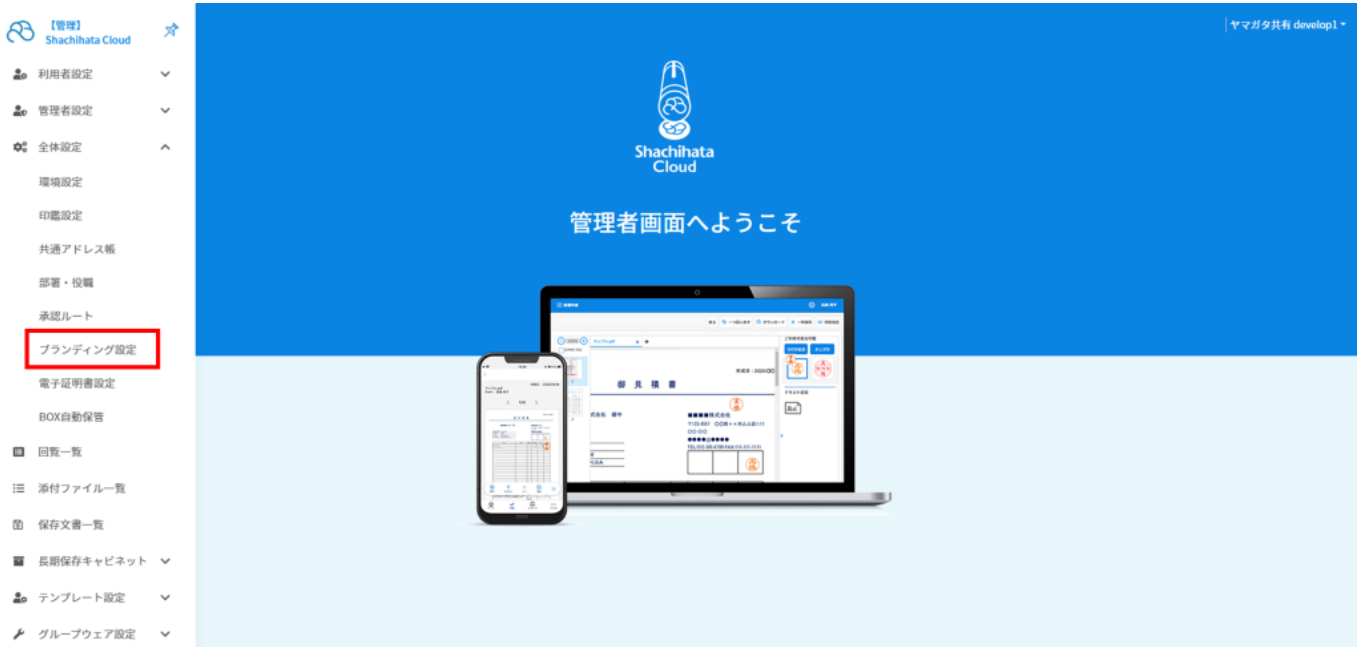 【管理】
Shachihata Cloud
利用者設定
管理者設定
全体設定
環境設定
印鑑設定
共通アドレス帳
部署・役職
承認ルート
ブランディング設定
電子証明書設定
BOX自動保管
回覧一覧
添付ファイル一覧
保存文書一覧
長期保存キャビネット
テンプレート設定
グループウェア設定
ヤマガタ共有 develop1
Shachihata
Cloud
管理者画面へようこそ
御 見 積 書